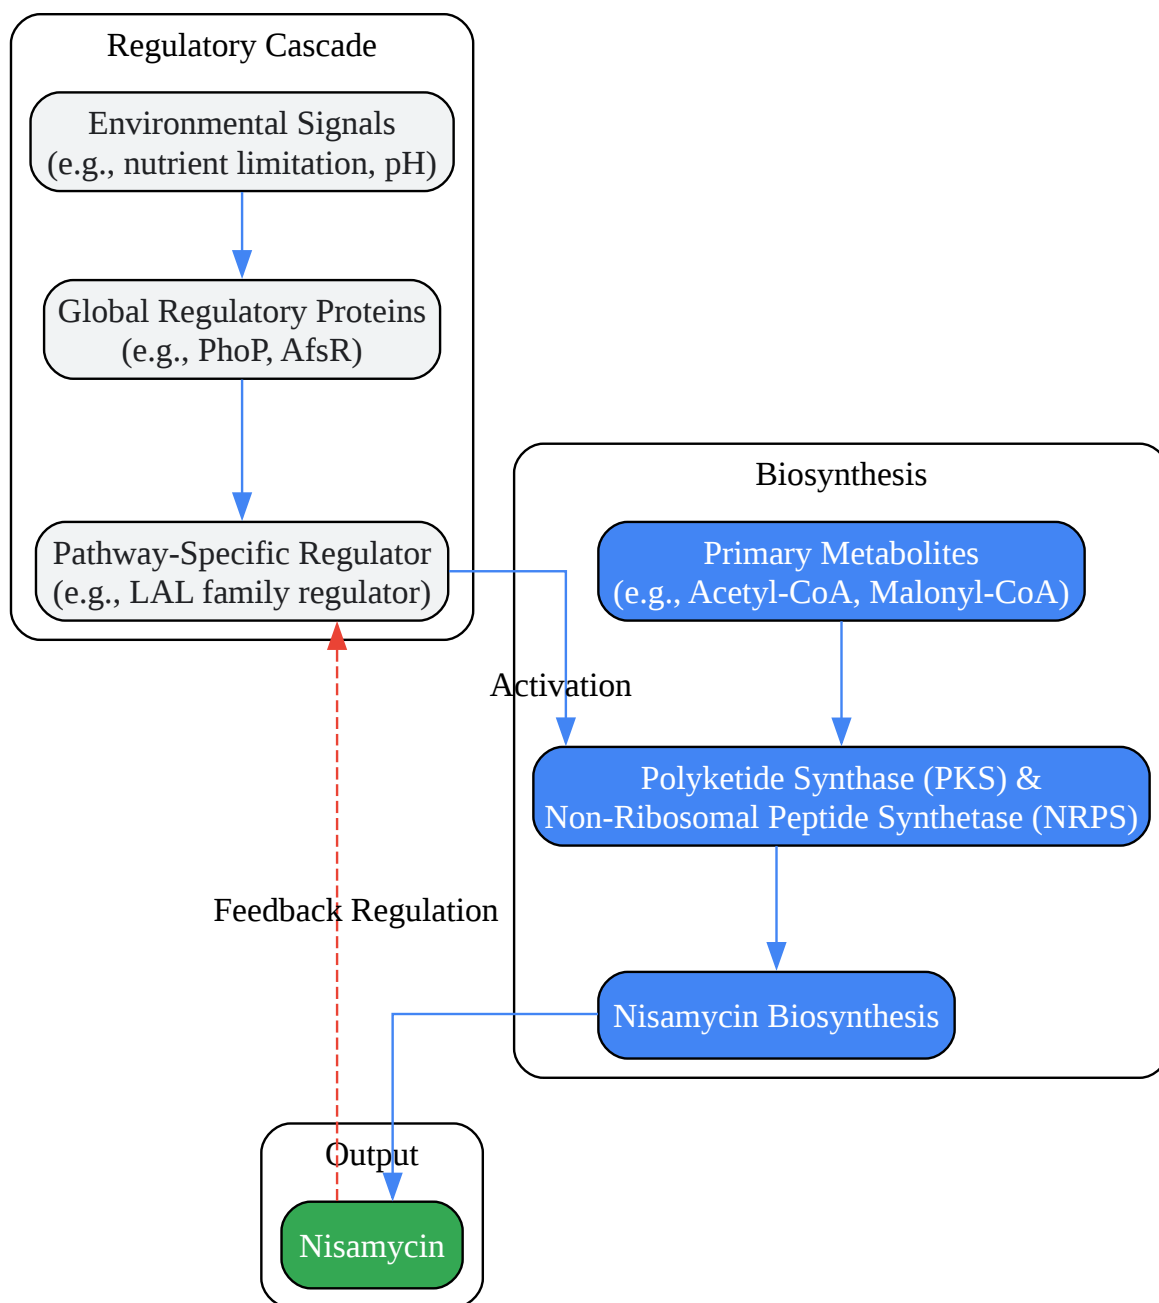 Regulatory Cascade
Environmental Signals
(e.g., nutrient limitation, pH)
Global Regulatory Proteins
(e.g., PhoP, AfsR)
Pathway-Specific Regulator
(e.g., LAL family regulator)
Biosynthesis
Primary Metabolites
(e.g., Acetyl-CoA, Malonyl-CoA)
Activation
Polyketide Synthase (PKS) &
Non-Ribosomal Peptide Synthetase (NRPS)
Feedback Regulation
Nisamycin Biosynthesis
Output
Nisamycin